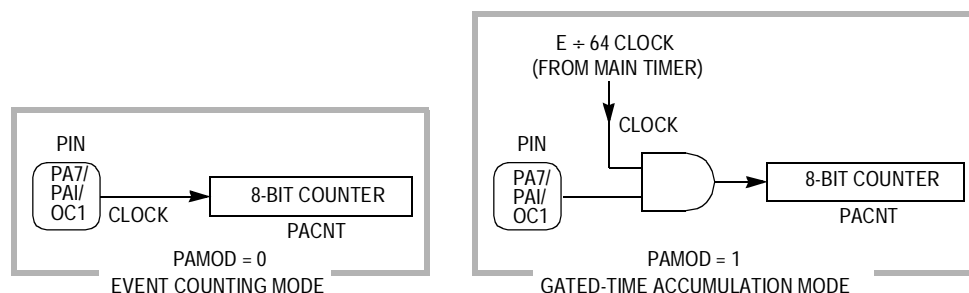 PIN
PA7/
PAI/
OC1
CLOCK
8-BIT COUNTER
PACNT
PAMOD = 0
EVENT COUNTING MODE
E ÷ 64 CLOCK
(FROM MAIN TIMER)
CLOCK
PIN
PA7/
PAI/
OC1
8-BIT COUNTER
PACNT
PAMOD = 1
GATED-TIME ACCUMULATION MODE